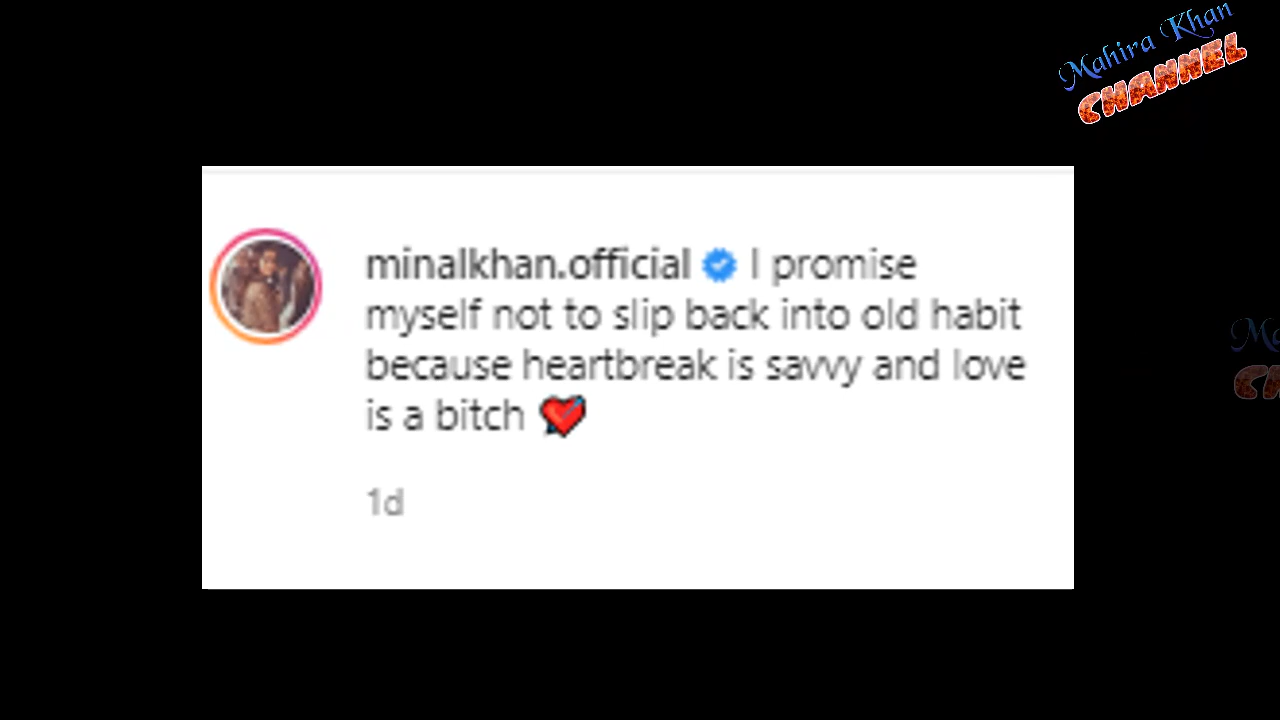 Mahira Khan
CHANNEL
minalkhan.official I promise
myself not to slip back into old habit
because heartbreak is savvy and love
is a bitch 💘
1d